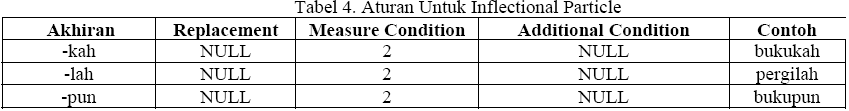 Tabel 4. Aturan Untuk Inflectional Particle
Akhiran Replacement Measure Condition Additional Condition Contoh
-kah NULL 2 NULL bukukah
-lah NULL 2 NULL pergilah
-pun NULL 2 NULL bukupun